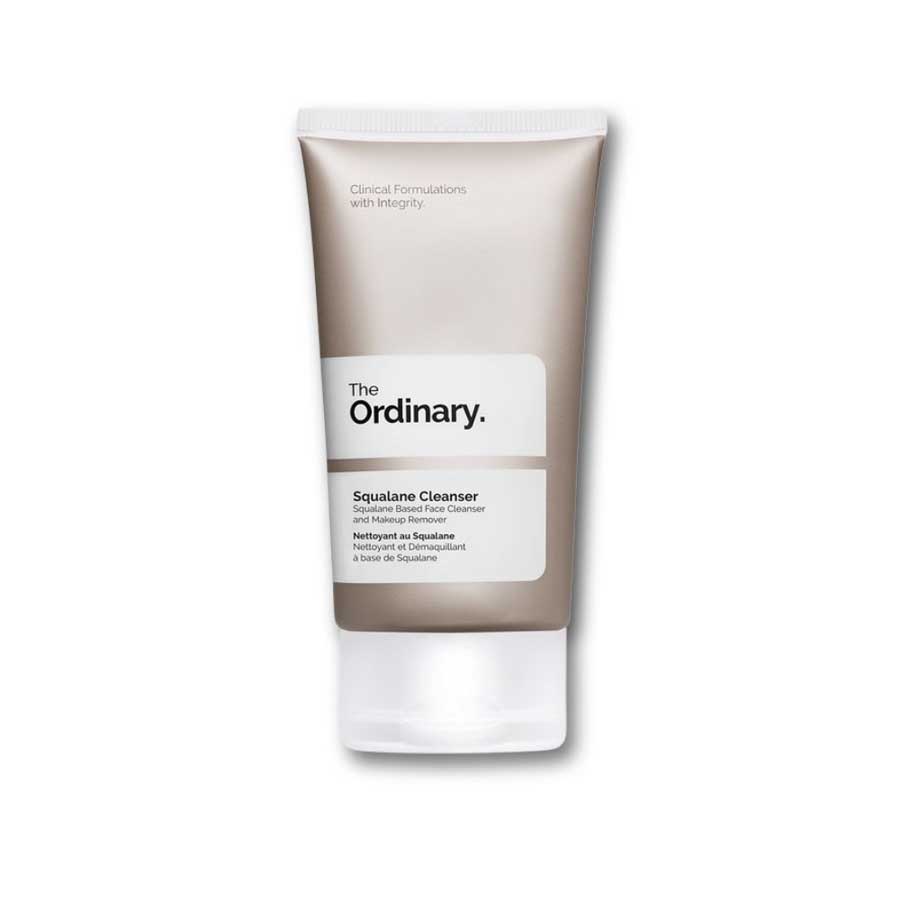 Clinical Formulations
with Integrity.
The
Ordinary.
Squalane Cleanser
Squalane Based Face Cleanser
and Makeup Remover
Nettoyant au Squalane
Nettoyant et Démaquillant
à base de Squalane